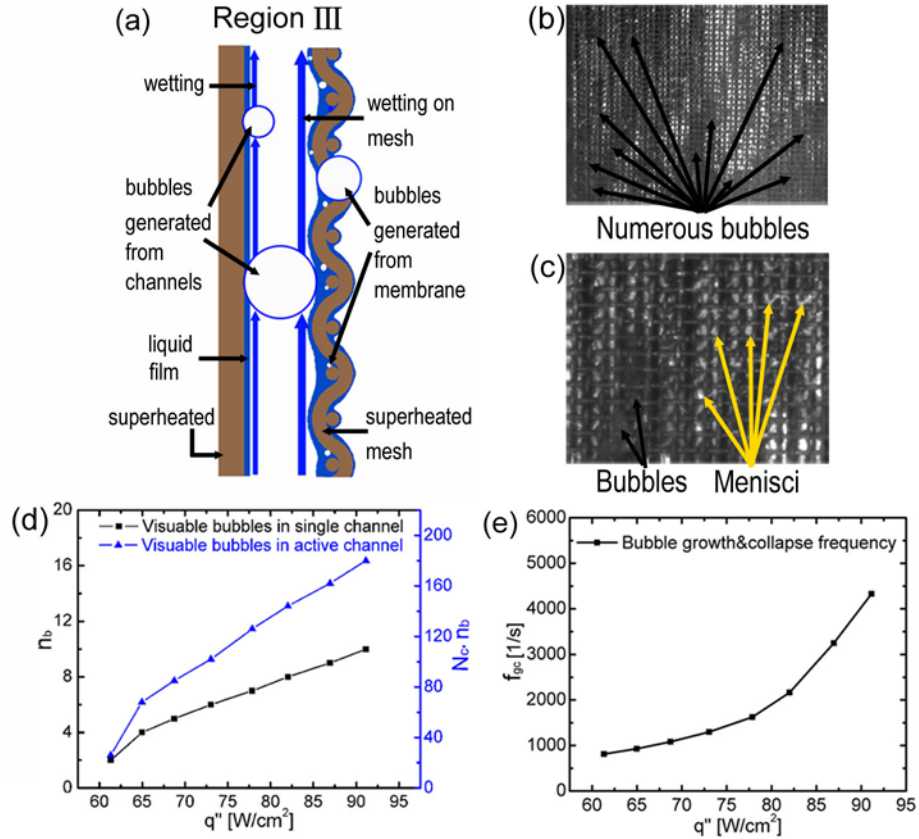 (a) Region III
wetting
bubbles
generated
from
channels
liquid
film
superheated
wetting on
mesh
bubbles
generated
from
membrane
superheated
mesh
(b)
Numerous bubbles
(c)
Bubbles
Menisci
(d)
Visuable bubbles in single channel
Visuable bubbles in active channel
20
16
12
8
4
0
n_b
200
160
120
80
40
0
N_c·n_b
60 65 70 75 80 85 90 95
q" [W/cm²]
(e)
Bubble growth&collapse frequency
6000
5000
4000
3000
2000
1000
0
f_gc [1/s]
60 65 70 75 80 85 90 95
q" [W/cm²]